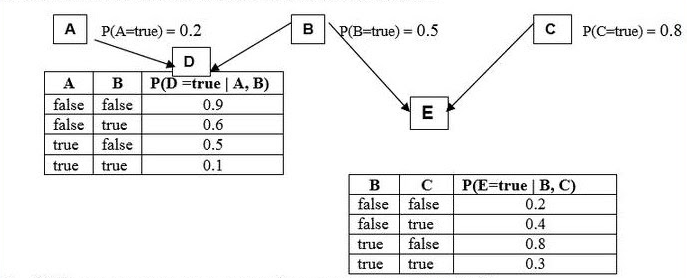 A P(A=true) = 0.2 B P(B=true) = 0.5 C P(C=true) = 0.8
D
A B P(D =true | A, B)
false false 0.9
false true 0.6
true false 0.5
true true 0.1
E
B C P(E=true | B, C)
false false 0.2
false true 0.4
true false 0.8
true true 0.3